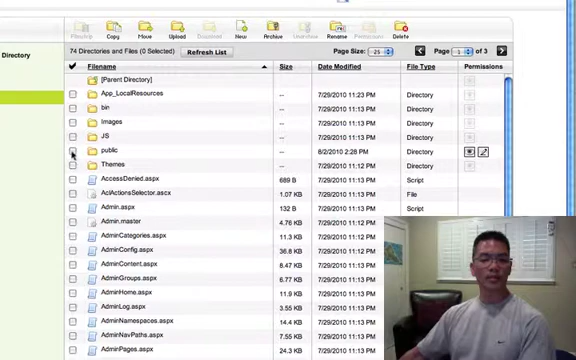 Copy Move Upload Download New Archive Unarchive Rename Permissions Delete
Directory
74 Directories and Files (0 Selected) Refresh List Page Size: 25 Page 1 of 3
Filename Size Date Modified File Type Permissions
[Parent Directory] --
App_LocalResources -- 7/29/2010 11:23 PM Directory
bin -- 7/29/2010 11:13 PM Directory
Images -- 7/29/2010 11:13 PM Directory
JS -- 7/29/2010 11:13 PM Directory
public -- 8/2/2010 2:28 PM Directory
Themes -- 7/29/2010 11:12 PM Directory
AccessDenied.aspx 689 B 7/29/2010 11:13 PM Script
AclActionsSelector.ascx 1.07 KB 7/29/2010 11:13 PM File
Admin.aspx 132 B 7/29/2010 11:13 PM Script
Admin.master 4.76 KB 7/29/2010 11:13 PM
AdminCategories.aspx 11.3 KB 7/29/2010 11:12 PM
AdminConfig.aspx 36.8 KB 7/29/2010 11:12 PM
AdminContent.aspx 8.47 KB 7/29/2010 11:13 PM
AdminGroups.aspx 6.77 KB 7/29/2010 11:13 PM
AdminHome.aspx 11.9 KB 7/29/2010 11:13 PM
AdminLog.aspx 3.55 KB 7/29/2010 11:13 PM
AdminNamespaces.aspx 14.4 KB 7/29/2010 11:13 PM
AdminNavPaths.aspx 7.55 KB 7/29/2010 11:13 PM
AdminPages.aspx 24.3 KB 7/29/2010 11:13 PM